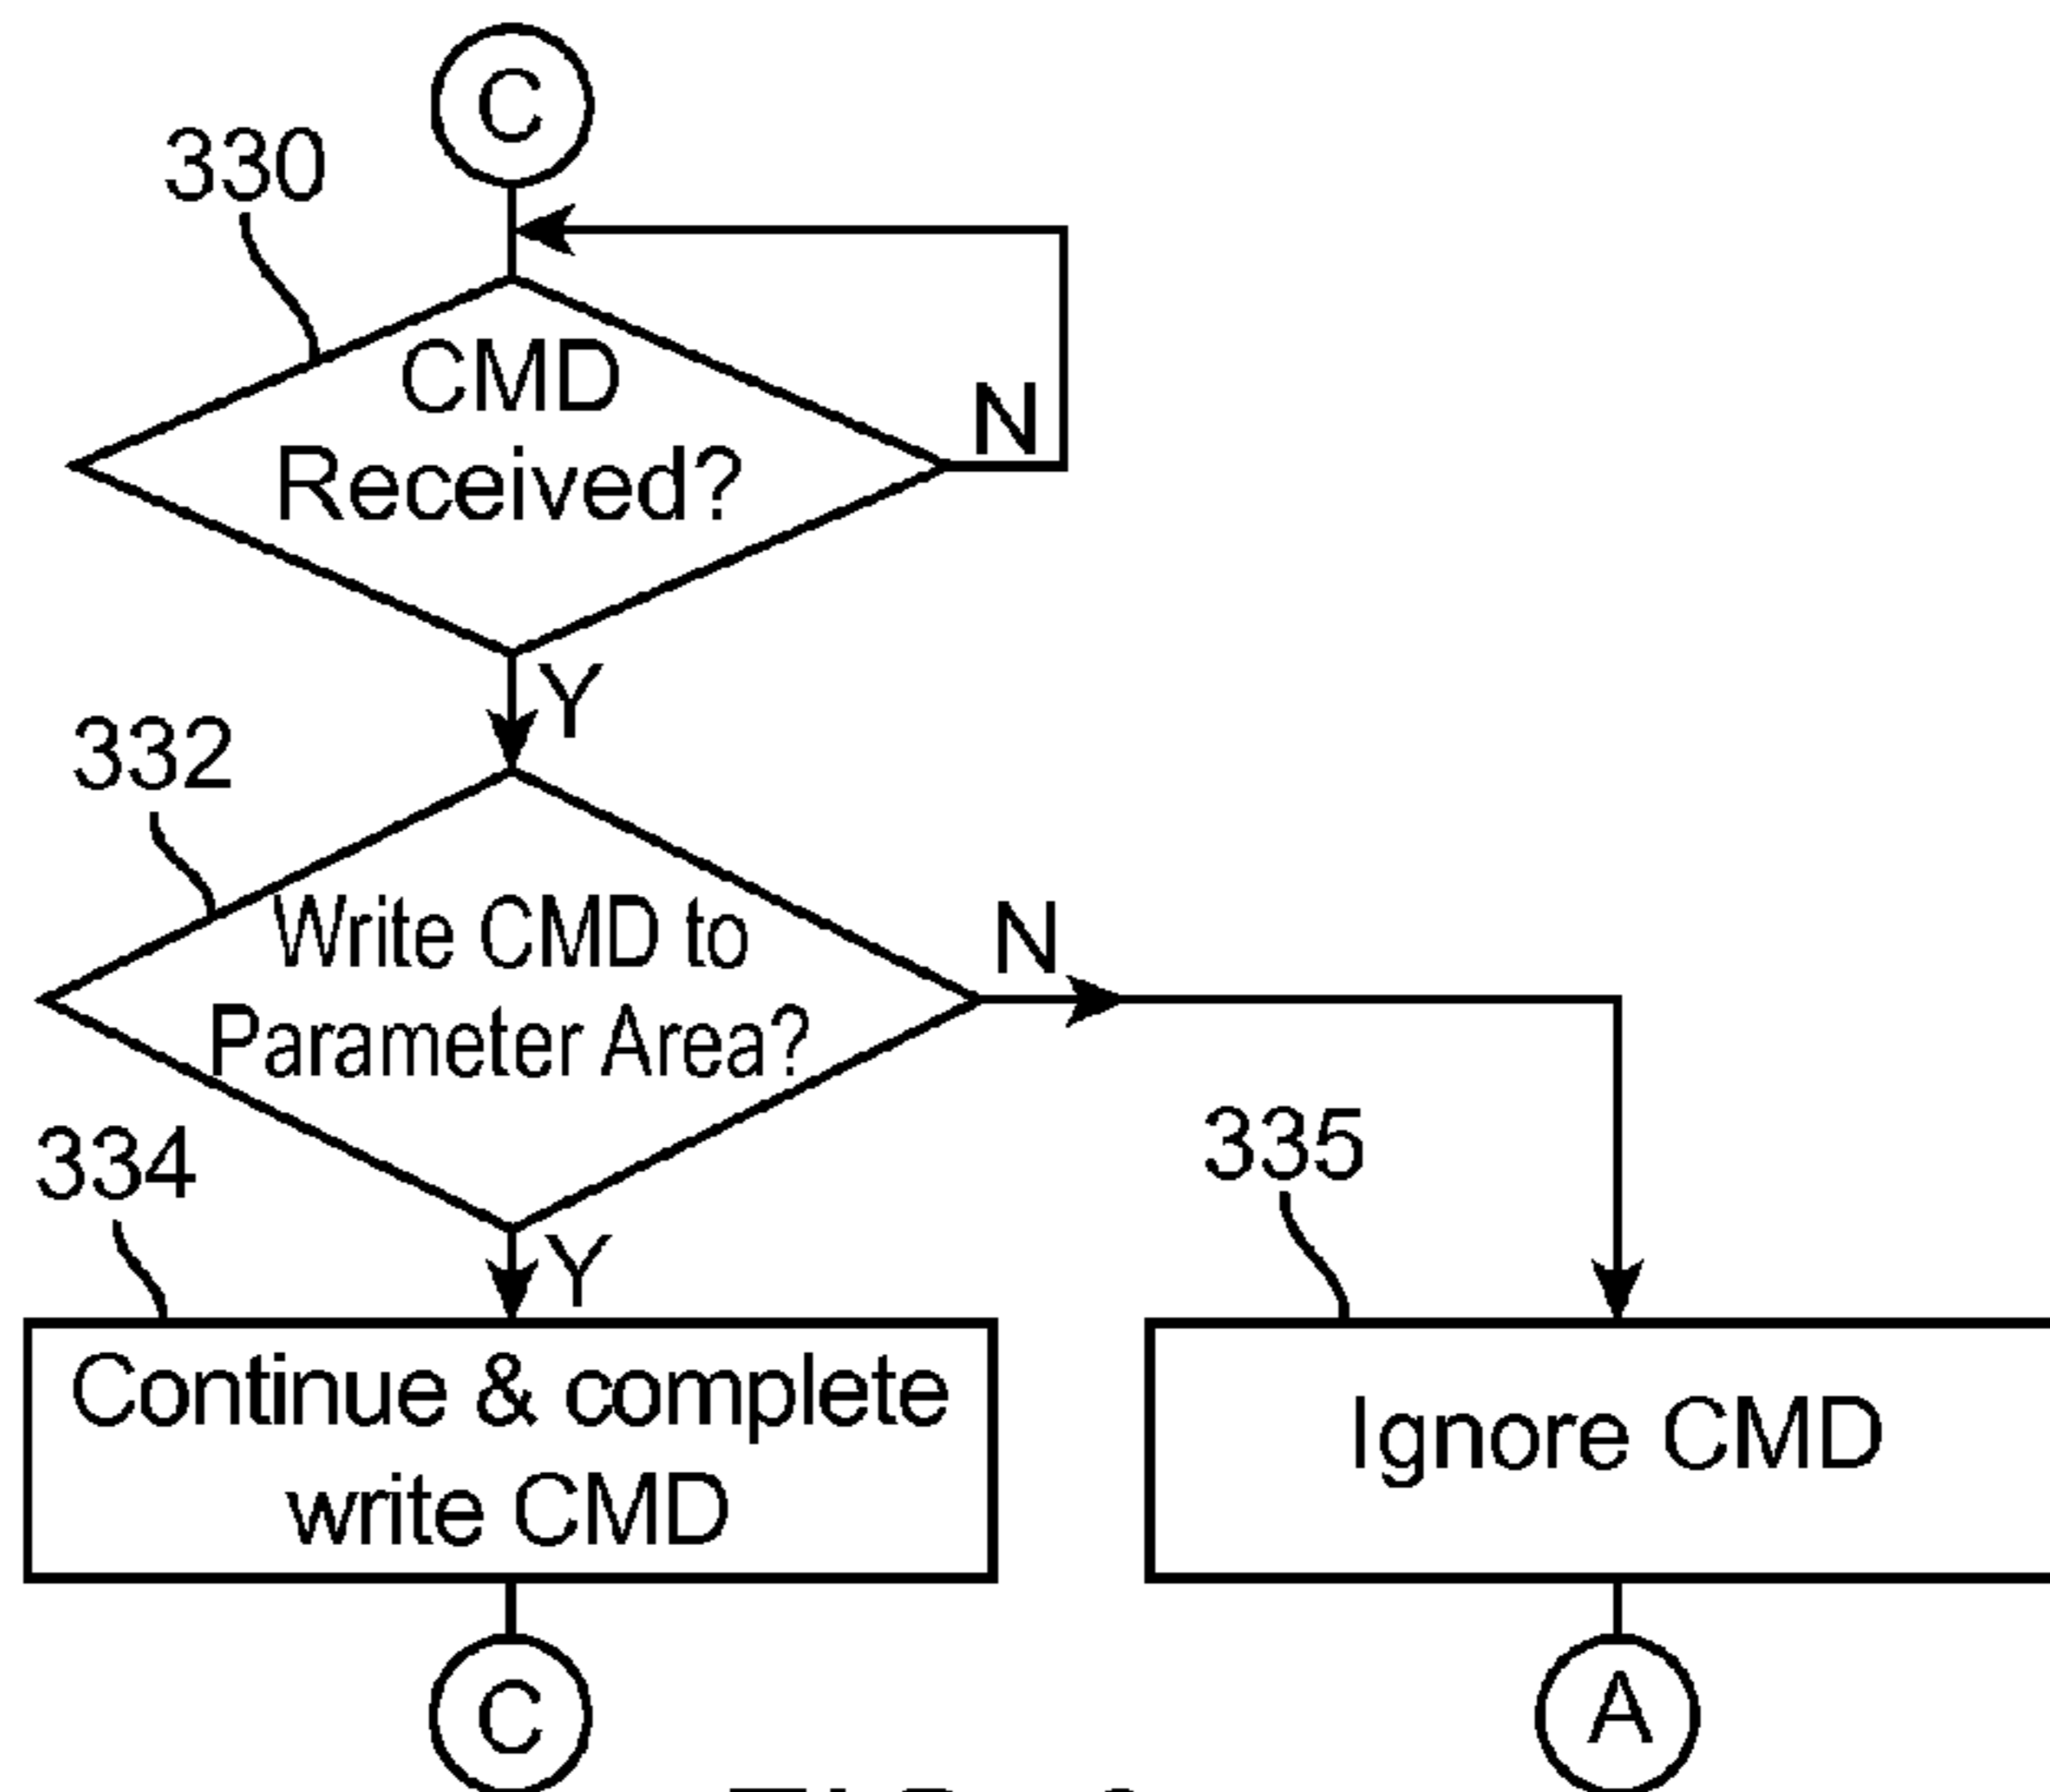 C
330
CMD
Received?
N
Y
332
Write CMD to
Parameter Area?
N
334
335
Y
Continue & complete
write CMD
Ignore CMD
C
A